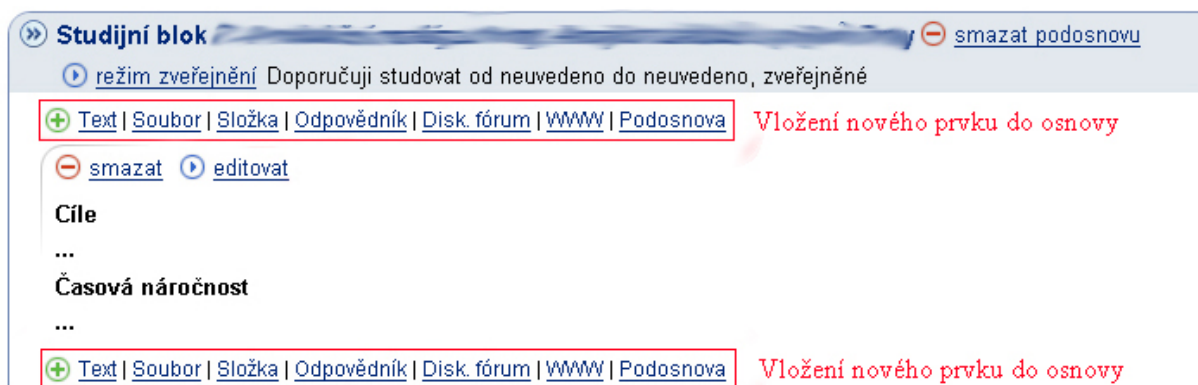 Studijní blok smazat podosnovu
režim zveřejnění Doporučuji studovat od neuvedeno do neuvedeno, zveřejněné
Text | Soubor | Složka | Odpovědník | Disk. fórum | WWW | Podosnova Vložení nového prvku do osnovy
smazat editovat
Cíle
...
Časová náročnost
...
Text | Soubor | Složka | Odpovědník | Disk. fórum | WWW | Podosnova Vložení nového prvku do osnovy